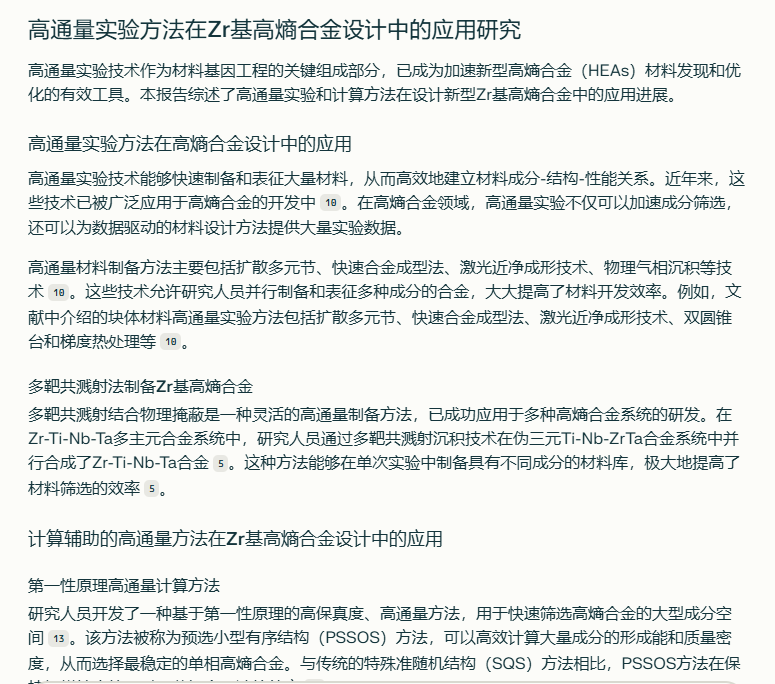 高通量实验方法在Zr基高熵合金设计中的应用研究
高通量实验技术作为材料基因工程的关键组成部分，已成为加速新型高熵合金（HEAs）材料发现和优
化的有效工具。本报告综述了高通量实验和计算方法在设计新型Zr基高熵合金中的应用进展。
高通量实验方法在高熵合金设计中的应用
高通量实验技术能够快速制备和表征大量材料，从而高效地建立材料成分-结构-性能关系。近年来，这
些技术已被广泛应用于高熵合金的开发中 10 。在高熵合金领域，高通量实验不仅可以加速成分筛选，
还可以为数据驱动的材料设计方法提供大量实验数据。
高通量材料制备方法主要包括扩散多元节、快速合金成型法、激光近净成形技术、物理气相沉积等技
术 10 。这些技术允许研究人员并行制备和表征多种成分的合金，大大提高了材料开发效率。例如，文
献中介绍的块体材料高通量实验方法包括扩散多元节、快速合金成型法、激光近净成形技术、双圆锥
台和梯度热处理等 10 。
多靶共溅射法制备Zr基高熵合金
多靶共溅射结合物理掩蔽是一种灵活的高通量制备方法，已成功应用于多种高熵合金系统的研发。在
Zr-Ti-Nb-Ta多主元合金系统中，研究人员通过多靶共溅射沉积技术在伪三元Ti-Nb-ZrTa合金系统中并
行合成了Zr-Ti-Nb-Ta合金 5 。这种方法能够在单次实验中制备具有不同成分的材料库，极大地提高了
材料筛选的效率 5 。
计算辅助的高通量方法在Zr基高熵合金设计中的应用
第一性原理高通量计算方法
研究人员开发了一种基于第一性原理的高保真度、高通量方法，用于快速筛选高熵合金的大型成分空
间 13 。该方法被称为预选小型有序结构（PSSOS）方法，可以高效计算大量成分的形成能和质量密
度，从而选择最稳定的单相高熵合金。与传统的特殊准随机结构（SQS）方法相比，PSSOS方法在保